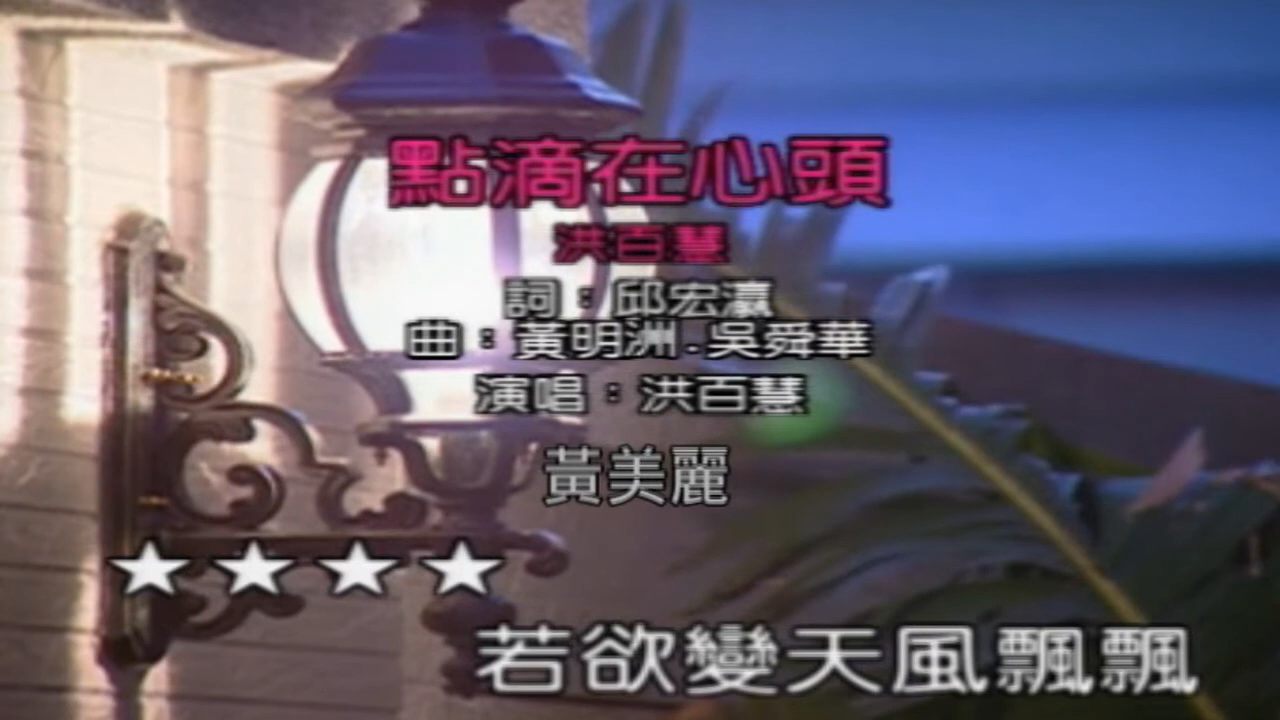 點滴在心頭
洪百慧
詞：邱宏瀛
曲：黃明洲.吳舜華
演唱：洪百慧
黃美麗
★★★★
若欲變天風飄飄